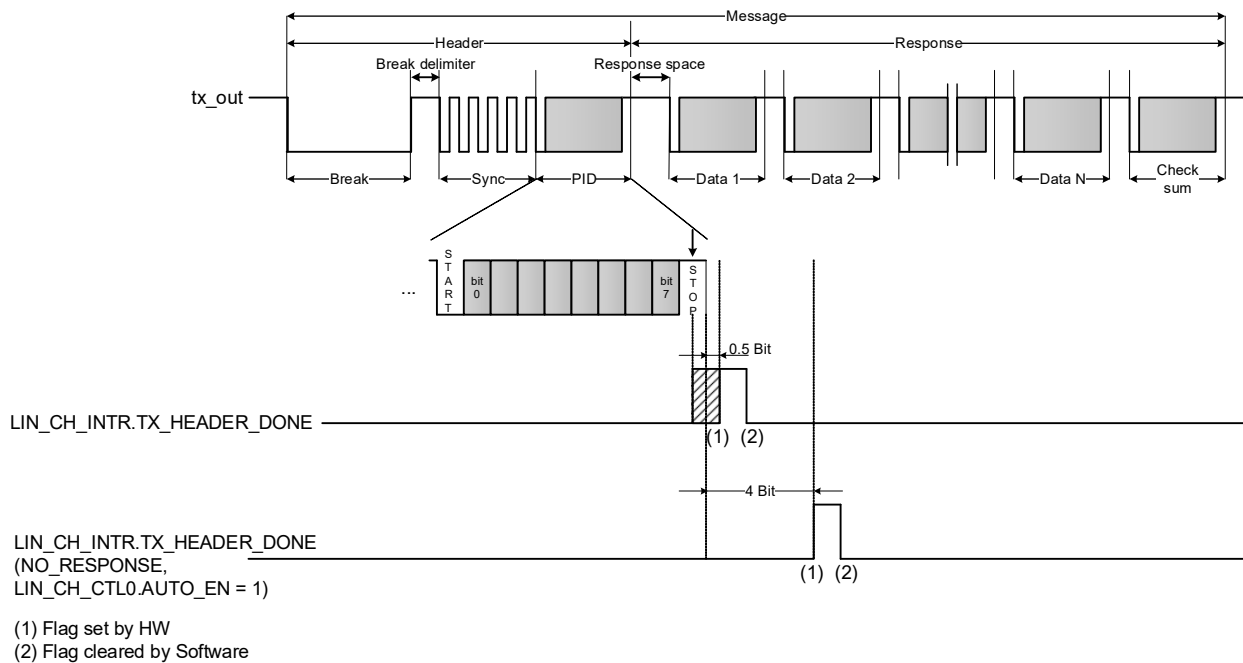 Message
Header
Response
Break delimiter
Response space
tx_out
Break
Sync
PID
Data 1
Data 2
Data N
Check
sum
...
START
bit
0
bit
7
STOP
0.5 Bit
LIN_CH_INTR.TX_HEADER_DONE
(1)
(2)
4 Bit
LIN_CH_INTR.TX_HEADER_DONE
(NO_RESPONSE,
LIN_CH_CTL0.AUTO_EN = 1)
(1)
(2)
(1) Flag set by HW
(2) Flag cleared by Software